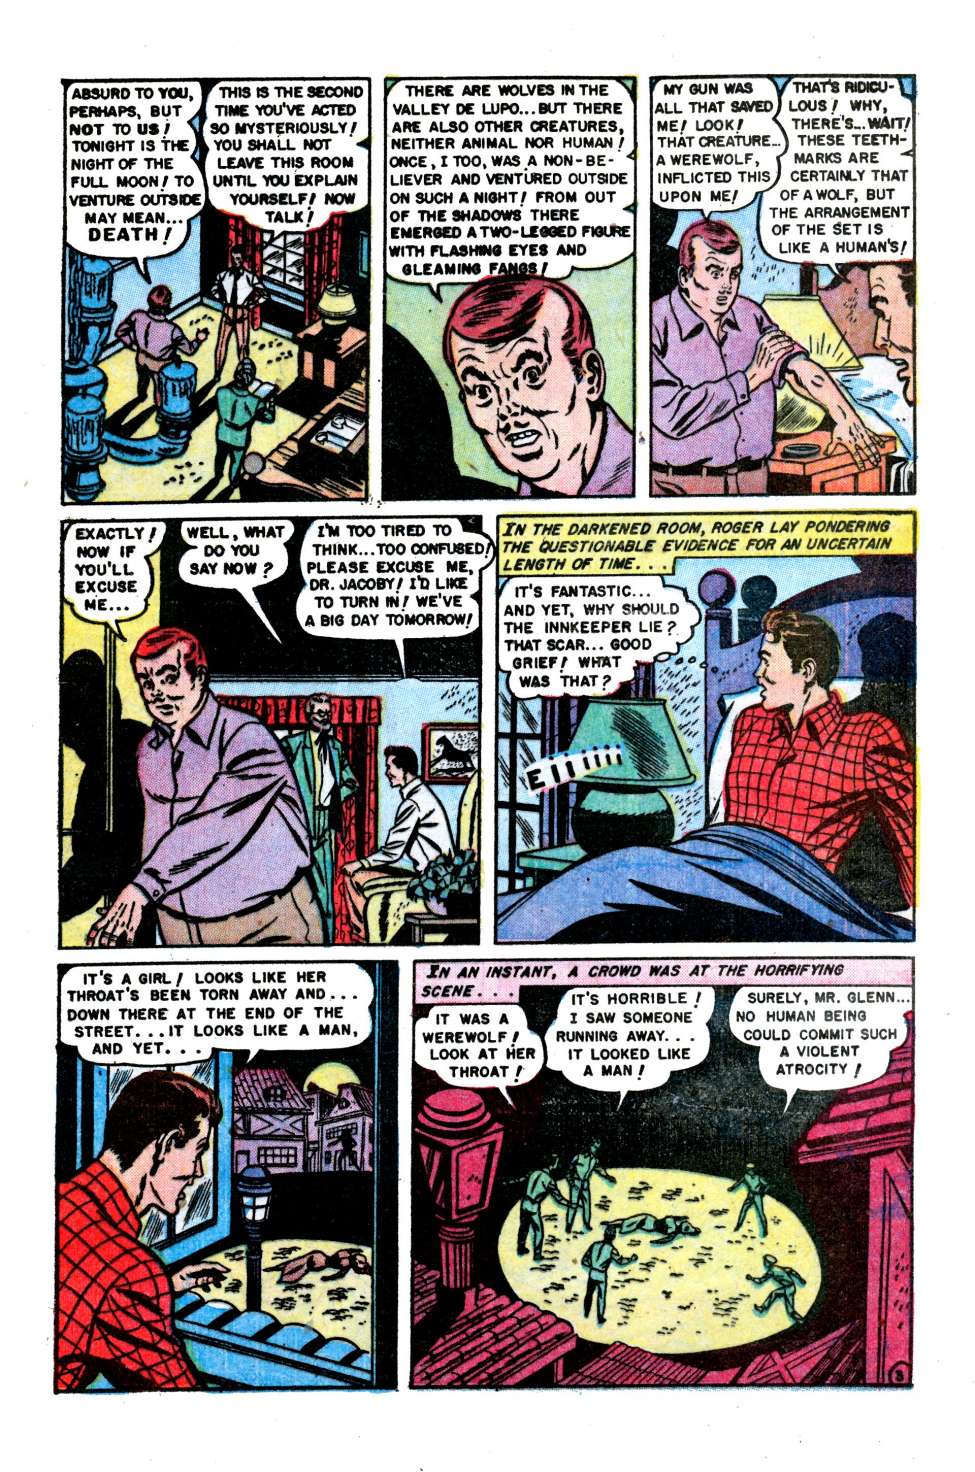 ABSURD TO YOU,
PERHAPS, BUT
NOT TO US!
TONIGHT IS THE
NIGHT OF THE
FULL MOON! TO
VENTURE OUTSIDE
MAY MEAN...
DEATH!
THIS IS THE SECOND
TIME YOU'VE ACTED
SO MYSTERIOUSLY!
YOU SHALL NOT
LEAVE THIS ROOM
UNTIL YOU EXPLAIN
YOURSELF! NOW
TALK!
THERE ARE WOLVES IN THE
VALLEY DE LUPO...BUT THERE
ARE ALSO OTHER CREATURES,
NEITHER ANIMAL NOR HUMAN!
ONCE, I TOO, WAS A NON-BE-
LIEVER AND VENTURED OUTSIDE
ON SUCH A NIGHT! FROM OUT
OF THE SHADOWS THERE
EMERGED A TWO-LEGGED FIGURE
WITH FLASHING EYES AND
GLEAMING FANGS!
MY GUN WAS
ALL THAT SAVED
ME! LOOK!
THAT CREATURE...
A WEREWOLF,
INFLICTED THIS
UPON ME!
THAT'S RIDICU-
LOUS! WHY,
THERE'S...WAIT!
THESE TEETH-
MARKS ARE
CERTAINLY THAT
OF A WOLF, BUT
THE ARRANGEMENT
OF THE SET IS
LIKE A HUMAN'S!
EXACTLY!
NOW IF
YOU'LL
EXCUSE
ME...
WELL, WHAT
DO YOU
SAY NOW?
I'M TOO TIRED TO
THINK...TOO CONFUSED!
PLEASE EXCUSE ME,
DR. JACOBY! I'D LIKE
TO TURN IN! WE'VE
A BIG DAY TOMORROW!
IN THE DARKENED ROOM, ROGER LAY PONDERING
THE QUESTIONABLE EVIDENCE FOR AN UNCERTAIN
LENGTH OF TIME...
IT'S FANTASTIC...
AND YET, WHY SHOULD
THE INNKEEPER LIE?
THAT SCAR... GOOD
GRIEF! WHAT
WAS THAT?
EIIIIIII
IT'S A GIRL! LOOKS LIKE HER
THROAT'S BEEN TORN AWAY AND...
DOWN THERE AT THE END OF THE
STREET...IT LOOKS LIKE A MAN,
AND YET...
IN AN INSTANT, A CROWD WAS AT THE HORRIFYING
SCENE...
IT WAS A
WEREWOLF!
LOOK AT HER
THROAT!
IT'S HORRIBLE!
I SAW SOMEONE
RUNNING AWAY...
IT LOOKED LIKE
A MAN!
SURELY, MR. GLENN...
NO HUMAN BEING
COULD COMMIT SUCH
A VIOLENT
ATROCITY!
3